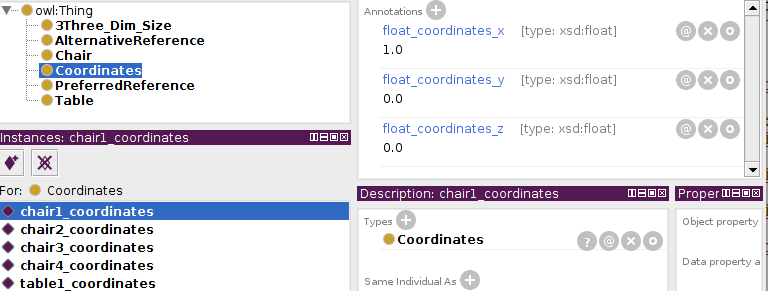 owl:Thing
3Three_Dim_Size
AlternativeReference
Chair
Coordinates
PreferredReference
Table
Instances: chair1_coordinates
For: Coordinates
chair1_coordinates
chair2_coordinates
chair3_coordinates
chair4_coordinates
table1_coordinates
Annotations
float_coordinates_x [type: xsd:float]
1.0
float_coordinates_y [type: xsd:float]
0.0
float_coordinates_z [type: xsd:float]
0.0
Description: chair1_coordinates
Types
Coordinates
Same Individual As
Proper
Object property
Data property a